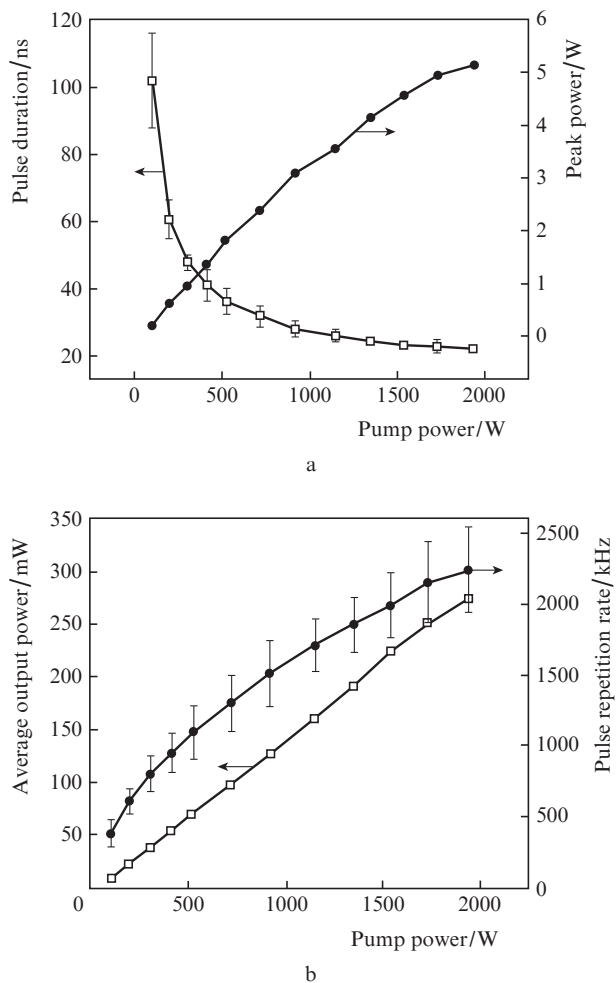 120
100
80
60
40
20
Pulse duration/ns
6
5
4
3
2
1
0
Peak power/W
0 500 1000 1500 2000
Pump power/W
a
350
300
250
200
150
100
50
Average output power/mW
2500
2000
1500
1000
500
0
Pulse repetition rate/kHz
0 500 1000 1500 2000
Pump power/W
b